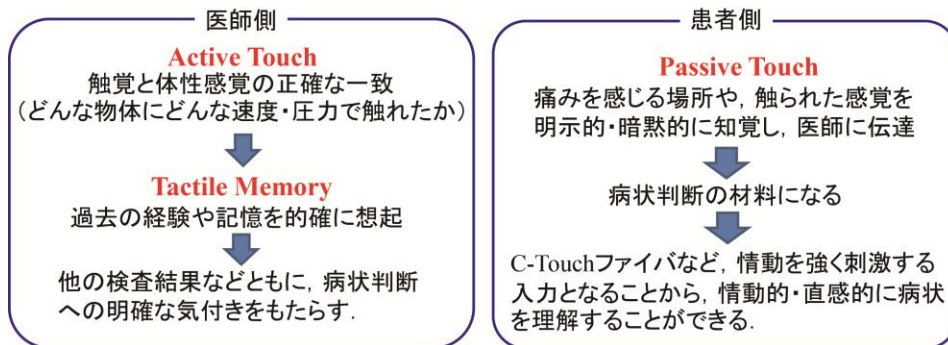 医師側
Active Touch
触覚と体性感覚の正確な一致
(どんな物体にどんな速度・圧力で触れたか)
Tactile Memory
過去の経験や記憶を的確に想起
他の検査結果などともに，病状判断
への明確な気付きをもたらす．
患者側
Passive Touch
痛みを感じる場所や，触られた感覚を
明示的・暗黙的に知覚し，医師に伝達
病状判断の材料になる
C-Touchファイバなど，情動を強く刺激する
入力となることから，情動的・直感的に病状
を理解することができる．